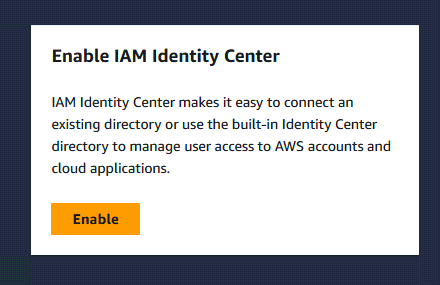 Enable IAM Identity Center
IAM Identity Center makes it easy to connect an
existing directory or use the built-in Identity Center
directory to manage user access to AWS accounts and
cloud applications.
Enable